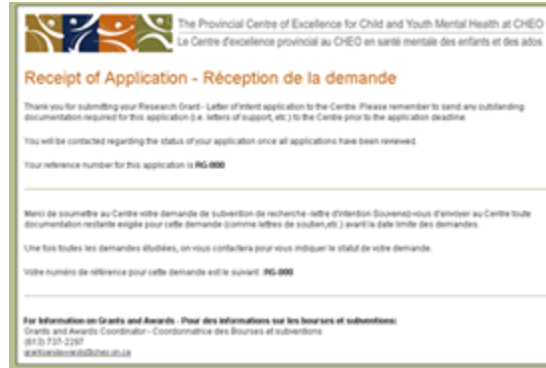 The Provincial Centre of Excellence for Child and Youth Mental Health at CHEO
Le Centre d'excellence provincial au CHEO en santé mentale des enfants et des ados
Receipt of Application - Réception de la demande
Thank you for submitting your Research Grant - Letter of Intent application to the Centre. Please remember to send any outstanding
documentation required for this application (i.e. letters of support, etc.) to the Centre prior to the application deadline.
You will be contacted regarding the status of your application once all applications have been reviewed.
Your reference number for this application is RG-000
Merci de soumettre au Centre votre demande de subvention de recherche -lettre d'intention Souvenez-vous d'envoyer au Centre toute
documentation restante exigée pour cette demande (comme lettres de soutien,etc.) avant la date limite des demandes.
Une fois toutes les demandes étudiées, on vous contactera pour vous indiquer le statut de votre demande.
Votre numéro de référence pour cette demande est le suivant :RG-000
For Information on Grants and Awards - Pour des informations sur les bourses et subventions:
Grants and Awards Coordinator - Coordonnatrice des Bourses et subventions
(613) 737-2297
grantsandawards@cheo.on.ca